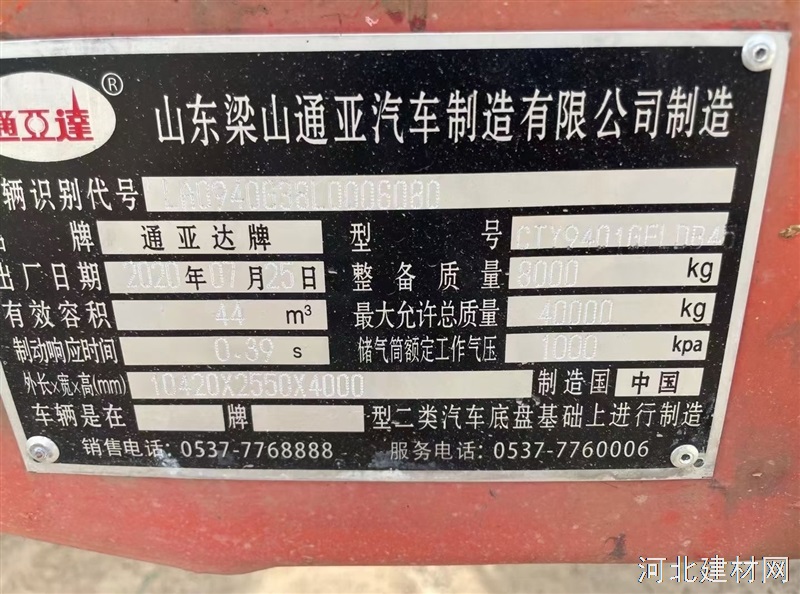 通亚達®
山东梁山通亚汽车制造有限公司制造
辆识别代号 LA9940G38L0006080
牌 通亚达牌 型 号 CTY9401GFLDB40
出厂日期 2020年07月25日 整备质量 8000 kg
有效容积 44 m³ 最大允许总质量 40000 kg
制动响应时间 0.39 s 储气筒额定工作气压 1000 kpa
外长×宽×高(mm) 10420X2550X4000 制造国 中国
车辆是在 牌 型二类汽车底盘基础上进行制造
销售电话: 0537-7768888 服务电话: 0537-7760006
河北建材网